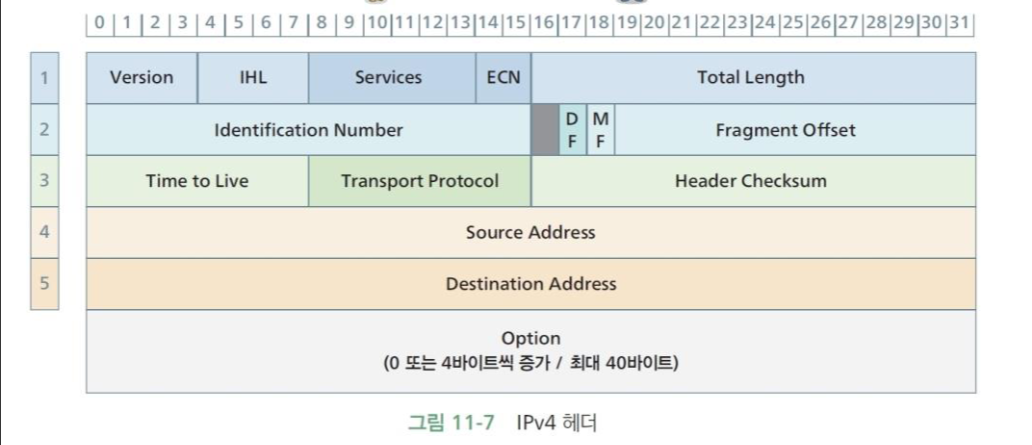 0 1 2 3 4 5 6 7 8 9 10 11 12 13 14 15 16 17 18 19 20 21 22 23 24 25 26 27 28 29 30 31
1 Version IHL Services ECN Total Length
2 Identification Number DF MF Fragment Offset
3 Time to Live Transport Protocol Header Checksum
4 Source Address
5 Destination Address
Option
(0 또는 4바이트씩 증가 / 최대 40바이트)
그림 11-7 IPv4 헤더